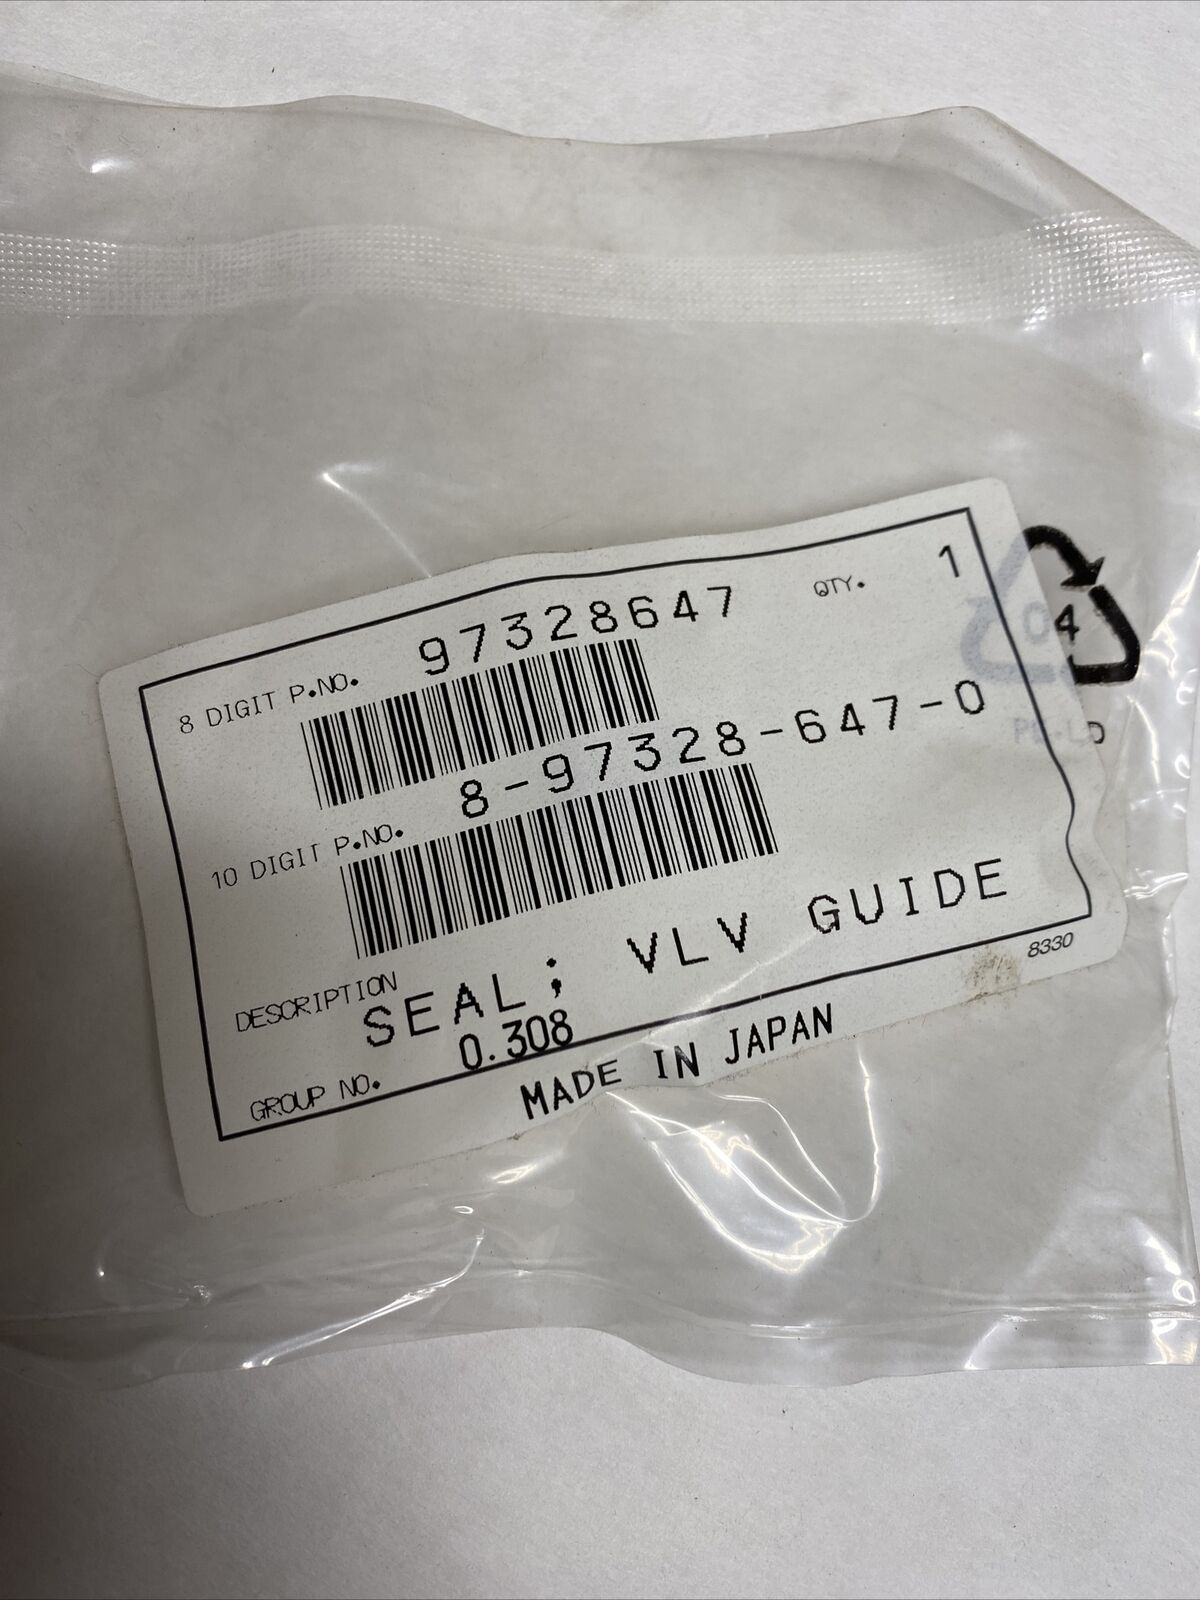 QTY. 1
8 DIGIT P.NO. 97328647
10 DIGIT P.NO. 8-97328-647-0
DESCRIPTION
SEAL; VLV GUIDE
GROUP NO. 0.308
8330
MADE IN JAPAN
04